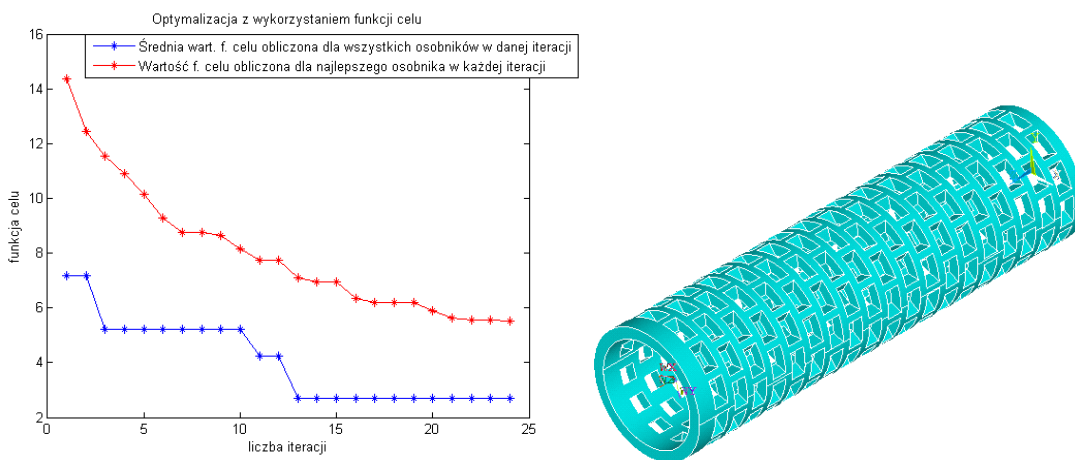 Optymalizacja z wykorzystaniem funkcji celu
16
14
12
10
8
6
4
2
funkcja celu
Średnia wart. f. celu obliczona dla wszystkich osobników w danej iteracji
Wartość f. celu obliczona dla najlepszego osobnika w każdej iteracji
0
5
10
15
20
25
liczba iteracji